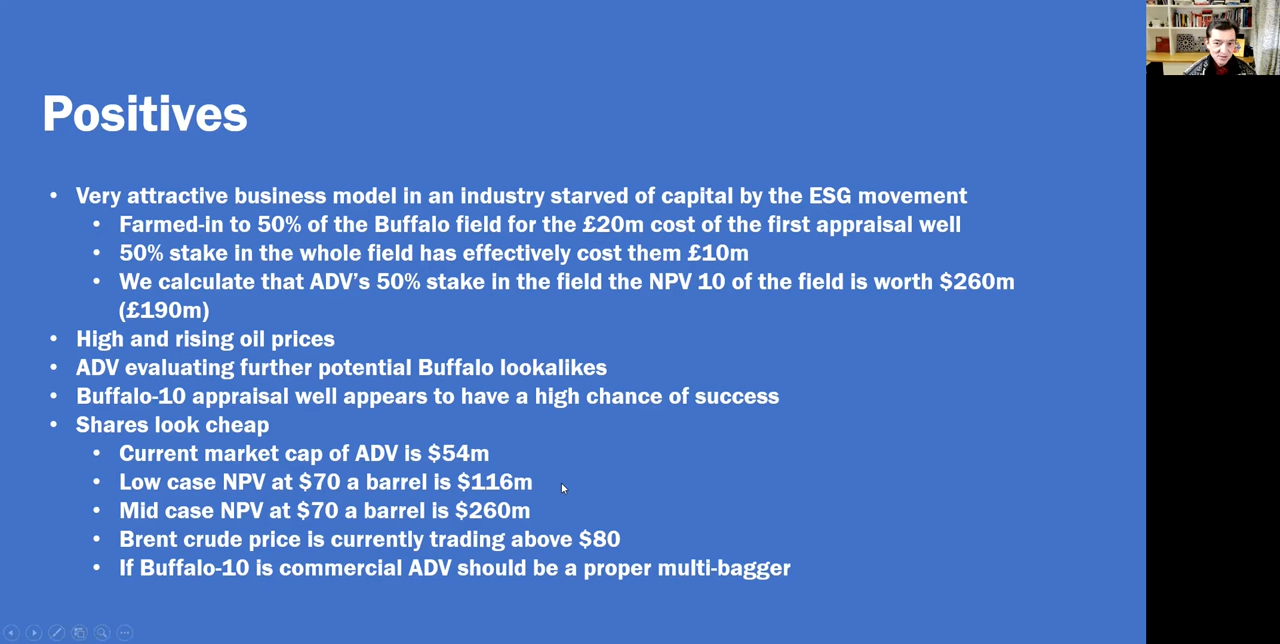 Positives
• Very attractive business model in an industry starved of capital by the ESG movement
• Farmed-in to 50% of the Buffalo field for the £20m cost of the first appraisal well
• 50% stake in the whole field has effectively cost them £10m
• We calculate that ADV's 50% stake in the field the NPV 10 of the field is worth $260m
(£190m)
• High and rising oil prices
• ADV evaluating further potential Buffalo lookalikes
• Buffalo-10 appraisal well appears to have a high chance of success
• Shares look cheap
• Current market cap of ADV is $54m
• Low case NPV at $70 a barrel is $116m
• Mid case NPV at $70 a barrel is $260m
• Brent crude price is currently trading above $80
• If Buffalo-10 is commercial ADV should be a proper multi-bagger